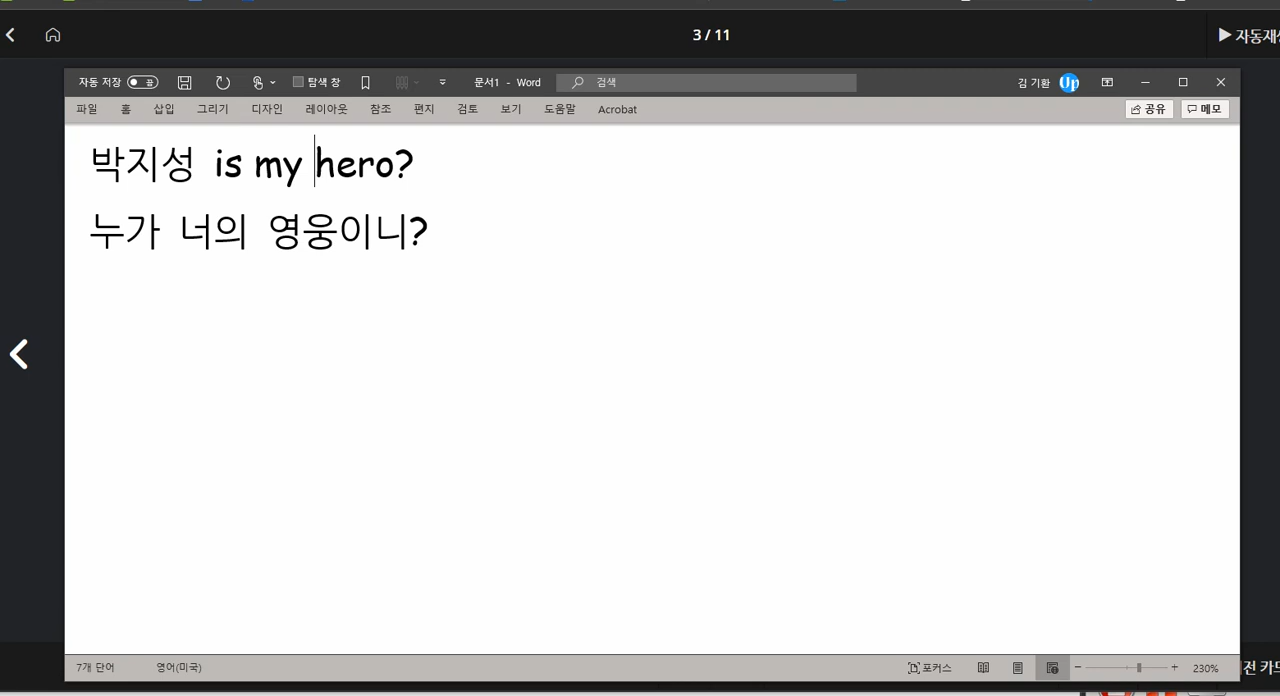 3 / 11
▶ 자동재생
자동 저장 끔 탐색 창 문서1 - Word 검색 김 기환 Up
파일 홈 삽입 그리기 디자인 레이아웃 참조 편지 검토 보기 도움말 Acrobat 공유 메모
박지성 is my hero?
누가 너의 영웅이니?
7개 단어 영어(미국) 포커스 230%